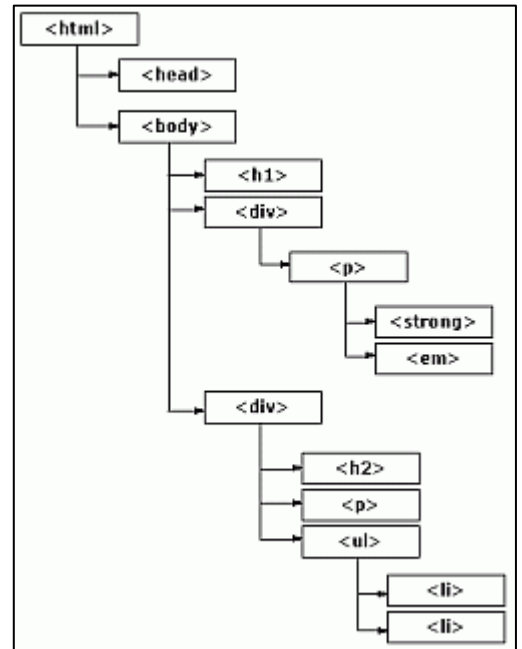 <html>
<head>
<body>
<h1>
<div>
<p>
<strong>
<em>
<div>
<h2>
<p>
<ul>
<li>
<li>